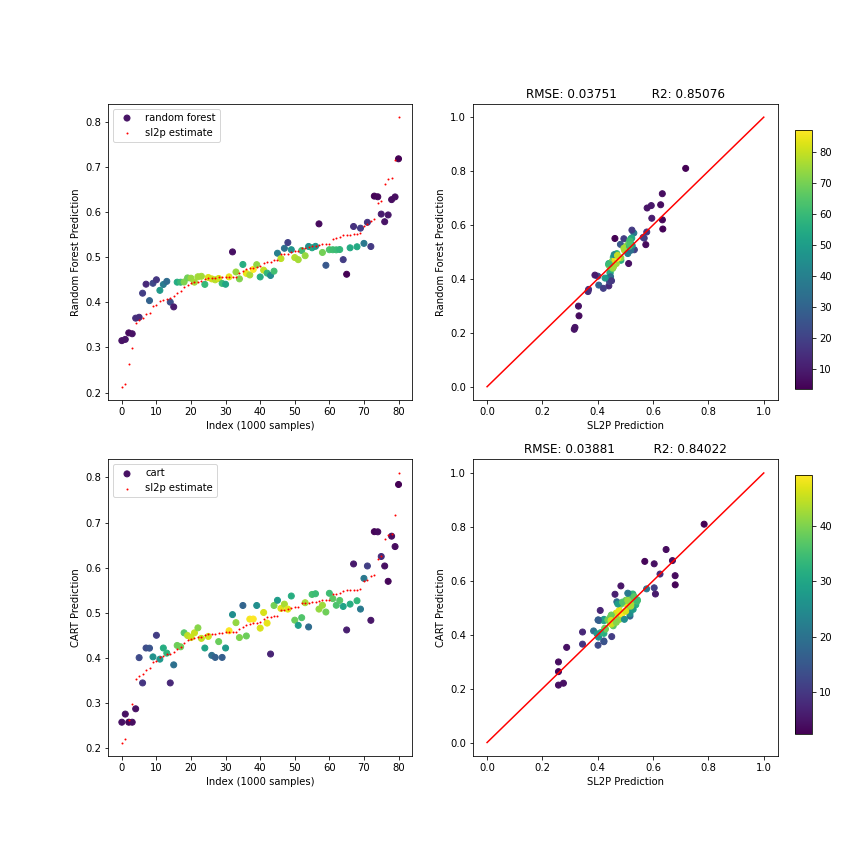 random forest
sl2p estimate
0.8
0.7
0.6
0.5
0.4
0.3
0.2
Random Forest Prediction
0 10 20 30 40 50 60 70 80
Index (1000 samples)
RMSE: 0.03751 R2: 0.85076
1.0
0.8
0.6
0.4
0.2
0.0
Random Forest Prediction
0.0 0.2 0.4 0.6 0.8 1.0
SL2P Prediction
80
70
60
50
40
30
20
10
cart
sl2p estimate
0.8
0.7
0.6
0.5
0.4
0.3
0.2
CART Prediction
0 10 20 30 40 50 60 70 80
Index (1000 samples)
RMSE: 0.03881 R2: 0.84022
1.0
0.8
0.6
0.4
0.2
0.0
CART Prediction
0.0 0.2 0.4 0.6 0.8 1.0
SL2P Prediction
40
30
20
10